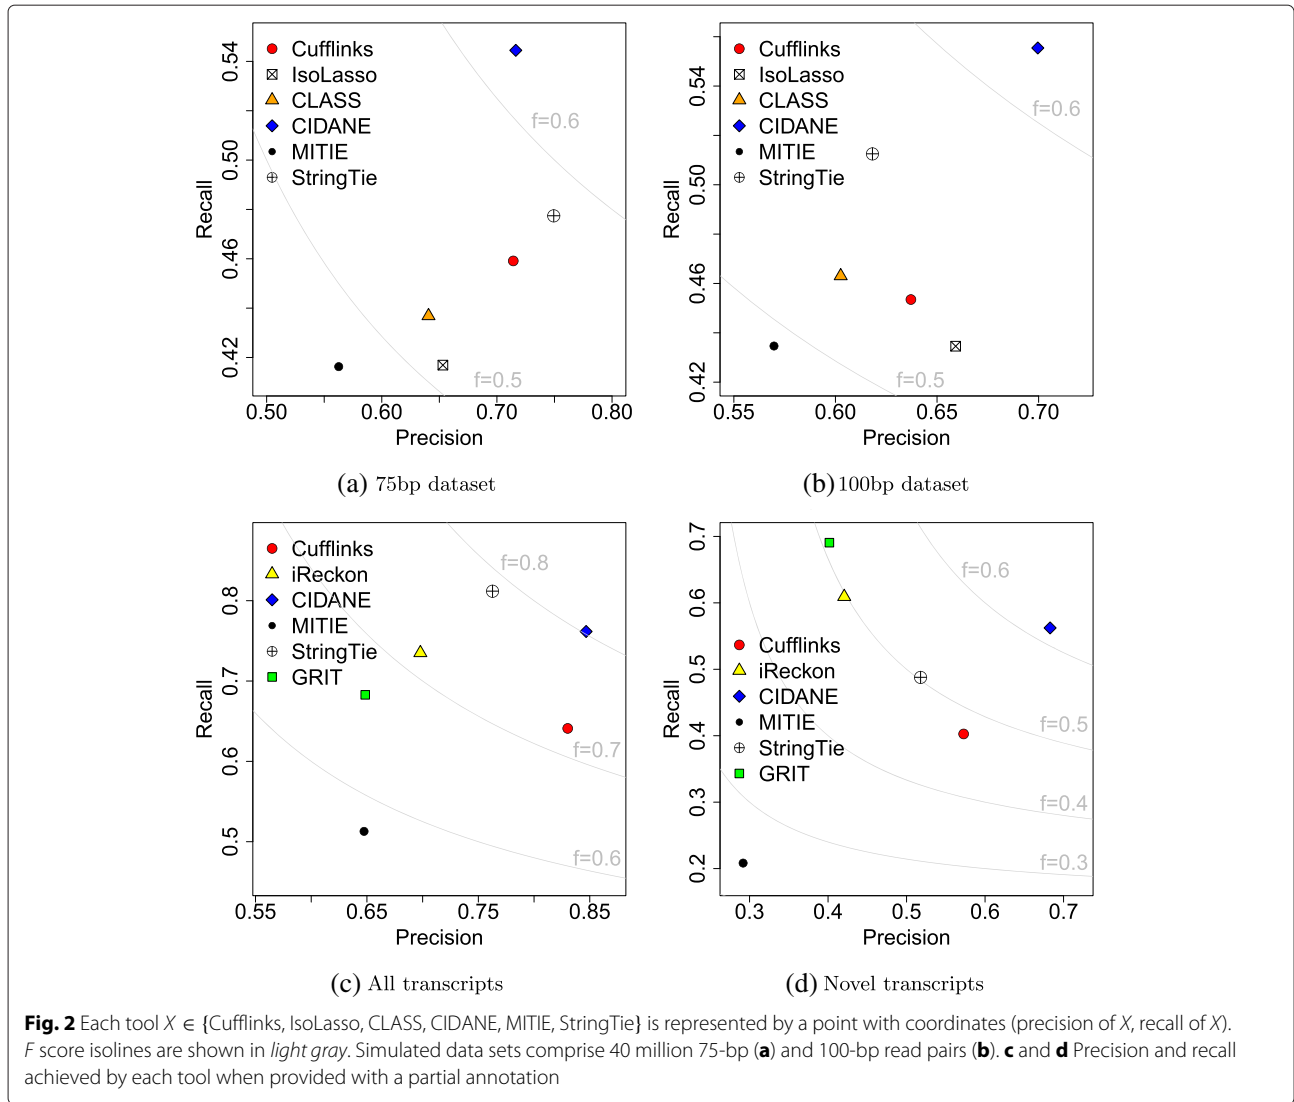 Cufflinks
IsoLasso
CLASS
CIDANE
MITIE
StringTie
f=0.6
f=0.5
Recall
0.42
0.46
0.50
0.54
0.50
0.60
0.70
0.80
Precision
(a) 75bp dataset
Cufflinks
IsoLasso
CLASS
CIDANE
MITIE
StringTie
f=0.6
f=0.5
Recall
0.42
0.46
0.50
0.54
0.55
0.60
0.65
0.70
Precision
(b) 100bp dataset
Cufflinks
iReckon
CIDANE
MITIE
StringTie
GRIT
f=0.8
f=0.7
f=0.6
Recall
0.5
0.6
0.7
0.8
0.55
0.65
0.75
0.85
Precision
(c) All transcripts
Cufflinks
iReckon
CIDANE
MITIE
StringTie
GRIT
f=0.6
f=0.5
f=0.4
f=0.3
Recall
0.2
0.3
0.4
0.5
0.6
0.7
0.3
0.4
0.5
0.6
0.7
Precision
(d) Novel transcripts
Fig. 2 Each tool X ∈ {Cufflinks, IsoLasso, CLASS, CIDANE, MITIE, StringTie} is represented by a point with coordinates (precision of X, recall of X).
F score isolines are shown in light gray. Simulated data sets comprise 40 million 75-bp (a) and 100-bp read pairs (b). c and d Precision and recall
achieved by each tool when provided with a partial annotation